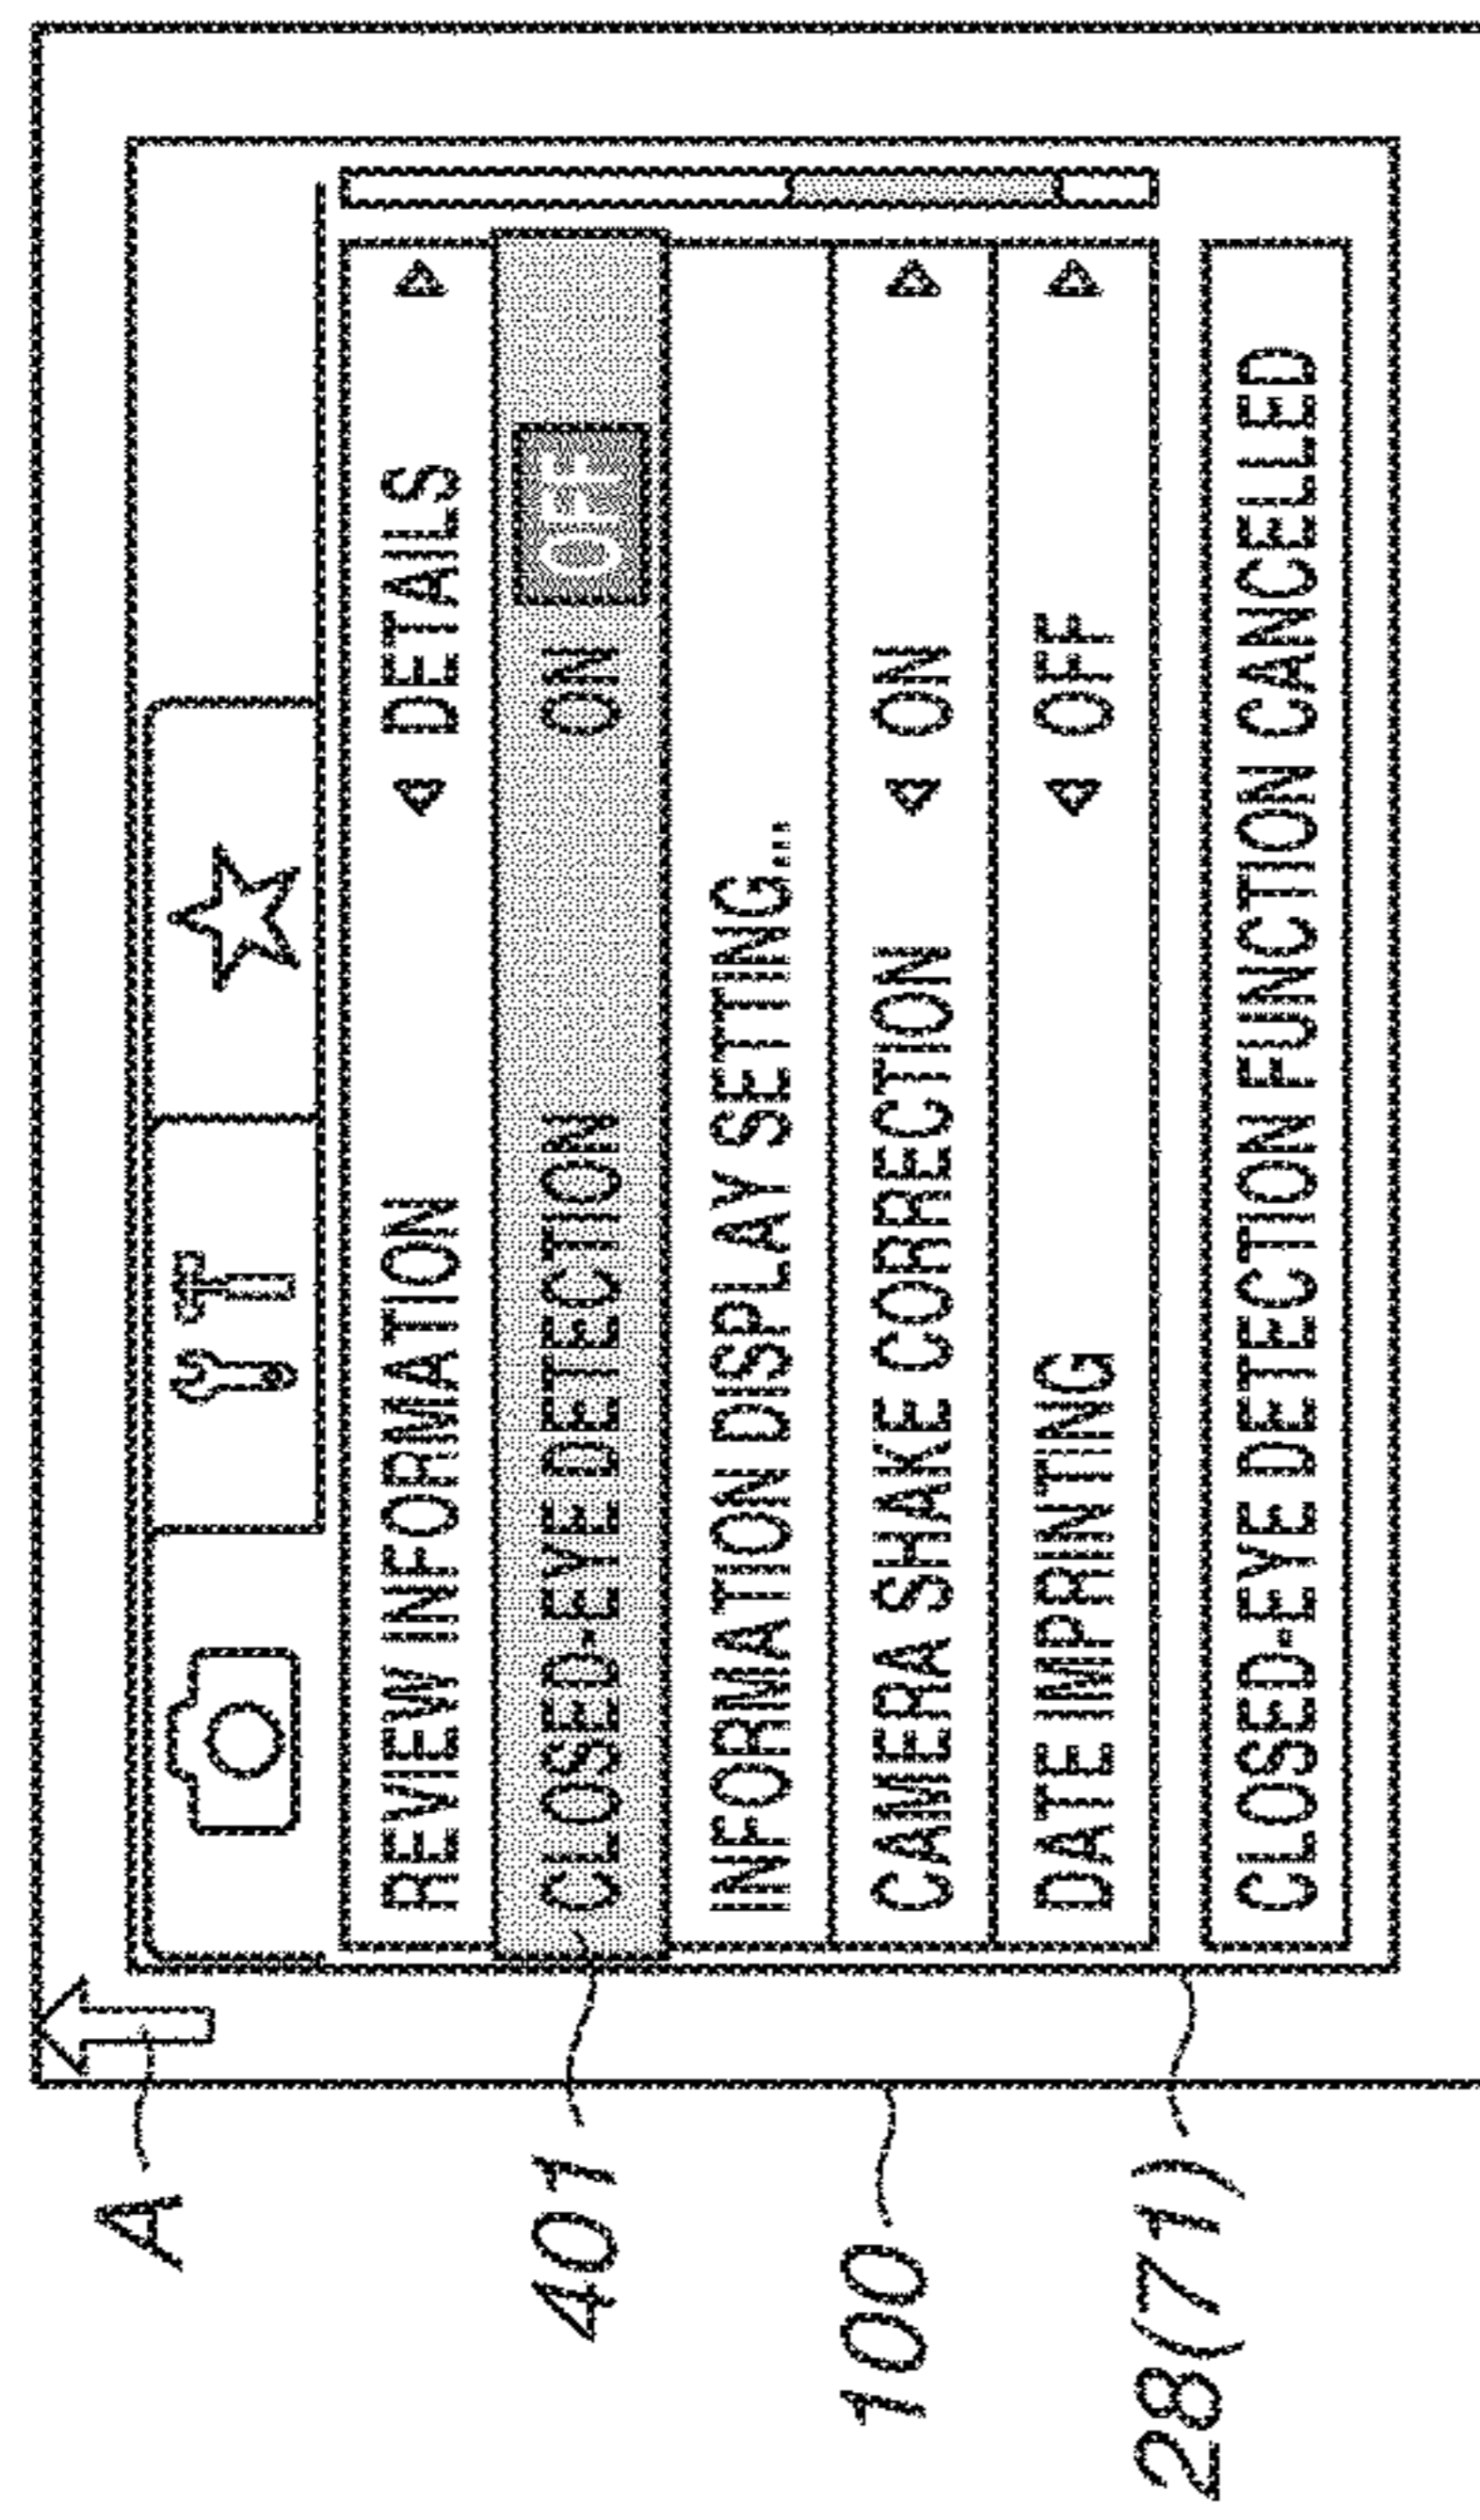 A
REVIEW INFORMATION DETAILS
401
CLOSED-EYE DETECTION ON OFF
INFORMATION DISPLAY SETTING...
100
CAMERA SHAKE CORRECTION ON
DATE IMPRINTING OFF
28(71)
CLOSED-EYE DETECTION FUNCTION CANCELLED